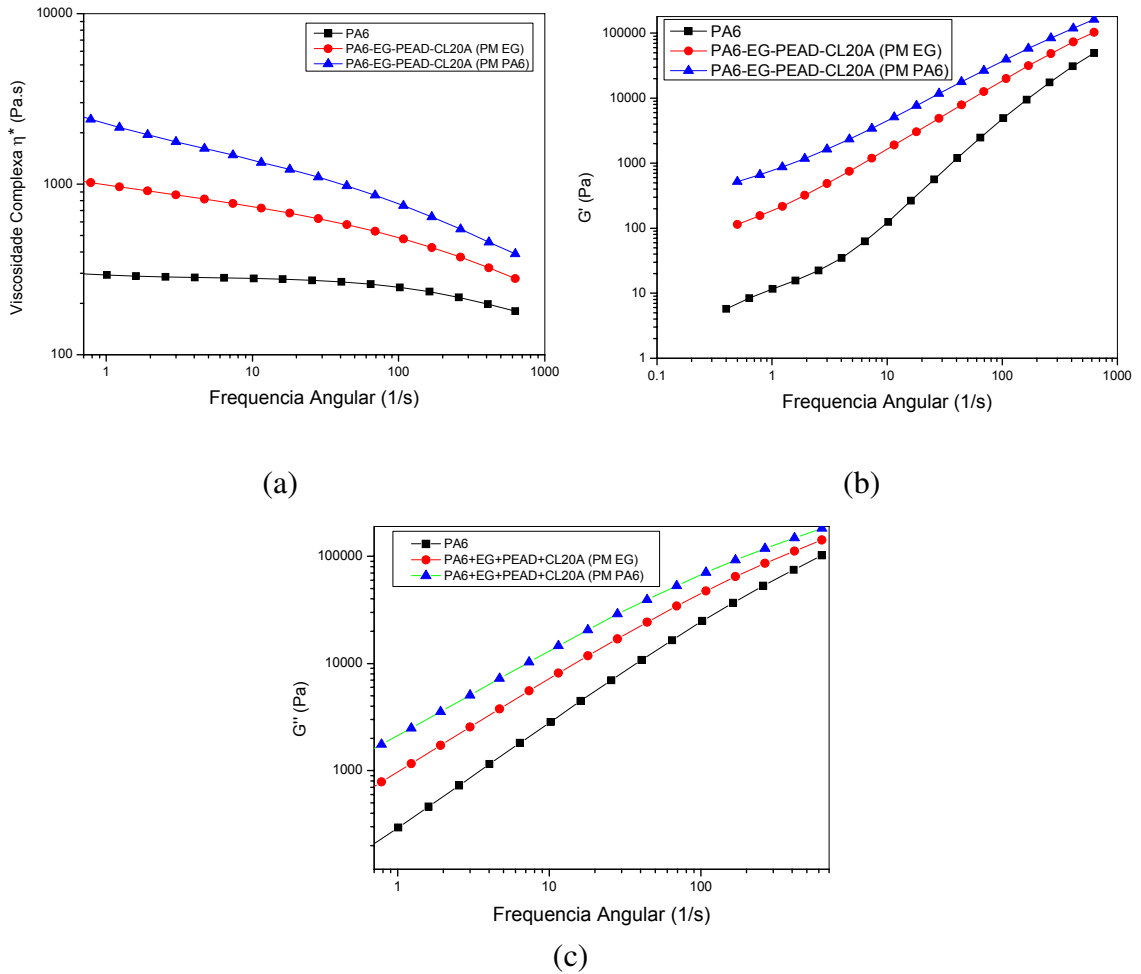 PA6
PA6-EG-PEAD-CL20A (PM EG)
PA6-EG-PEAD-CL20A (PM PA6)
10000
1000
100
Viscosidade Complexa η* (Pa.s)
1 10 100 1000
Frequencia Angular (1/s)
(a)
PA6
PA6-EG-PEAD-CL20A (PM EG)
PA6-EG-PEAD-CL20A (PM PA6)
100000
10000
1000
100
10
1
G' (Pa)
0.1 1 10 100 1000
Frequencia Angular (1/s)
(b)
PA6
PA6+EG+PEAD+CL20A (PM EG)
PA6+EG+PEAD+CL20A (PM PA6)
100000
10000
1000
G'' (Pa)
1 10 100
Frequencia Angular (1/s)
(c)